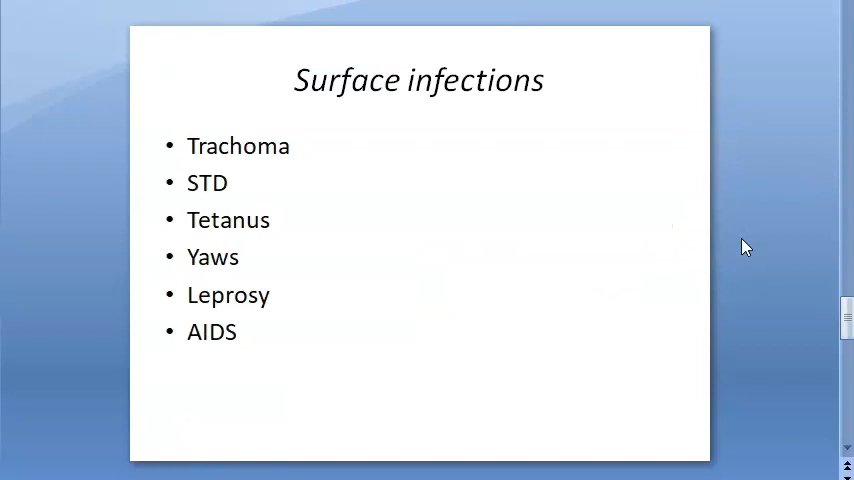 Surface infections
• Trachoma
• STD
• Tetanus
• Yaws
• Leprosy
• AIDS